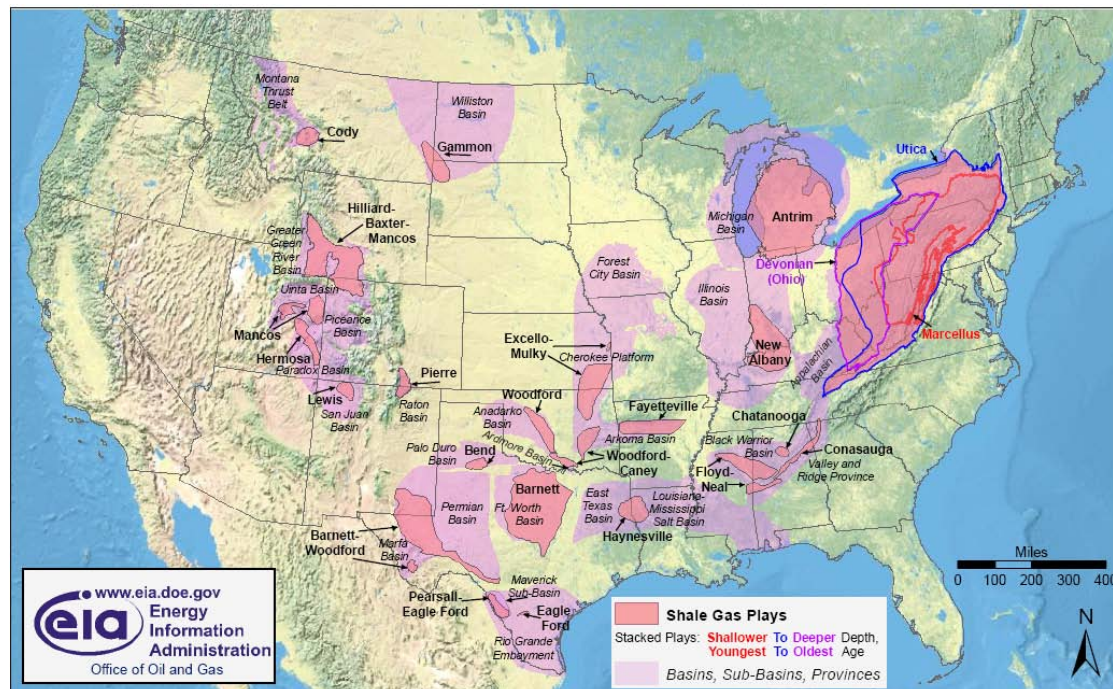 Montana
Thrust
Belt
Cody
Williston
Basin
Gammon
Hilliard-
Baxter-
Mancos
Greater
Green
River
Basin
Uinta Basin
Mancos
Piceance
Basin
Hermosa
Paradox Basin
Lewis
San Juan
Basin
Pierre
Raton
Basin
Forest
City Basin
Excello-
Mulky
Cherokee Platform
Michigan
Basin
Antrim
Illinois
Basin
New
Albany
Utica
Devonian
(Ohio)
Marcellus
Appalachian
Basin
Woodford
Anadarko
Basin
Fayetteville
Arkoma Basin
Woodford-
Caney
Ardmore Basin
Palo Duro
Basin
Bend
Chatanooga
Black Warrior
Basin
Conasauga
Valley and
Ridge Province
Floyd-
Neal
Barnett
Ft. Worth
Basin
Permian
Basin
East
Texas
Basin
Louisiana-
Mississippi
Salt Basin
Haynesville
Barnett-
Woodford
Marfa
Basin
Pearsall-
Eagle Ford
Maverick
Sub-Basin
Eagle
Ford
Rio Grande
Embayment
Miles
0 100 200 300 400
N
www.eia.doe.gov
eia
Energy
Information
Administration
Office of Oil and Gas
Shale Gas Plays
Stacked Plays: Shallower To Deeper Depth,
Youngest To Oldest Age
Basins, Sub-Basins, Provinces